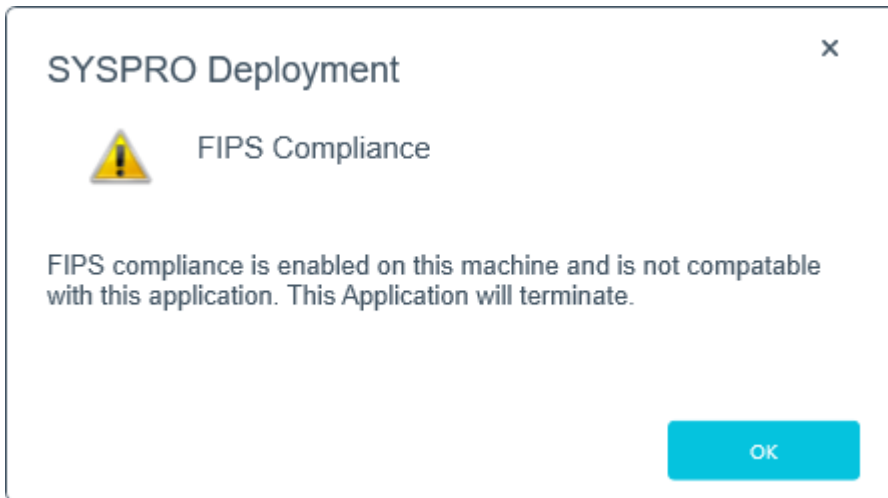 SYSPRO Deployment
FIPS Compliance
FIPS compliance is enabled on this machine and is not compatable
with this application. This Application will terminate.
OK